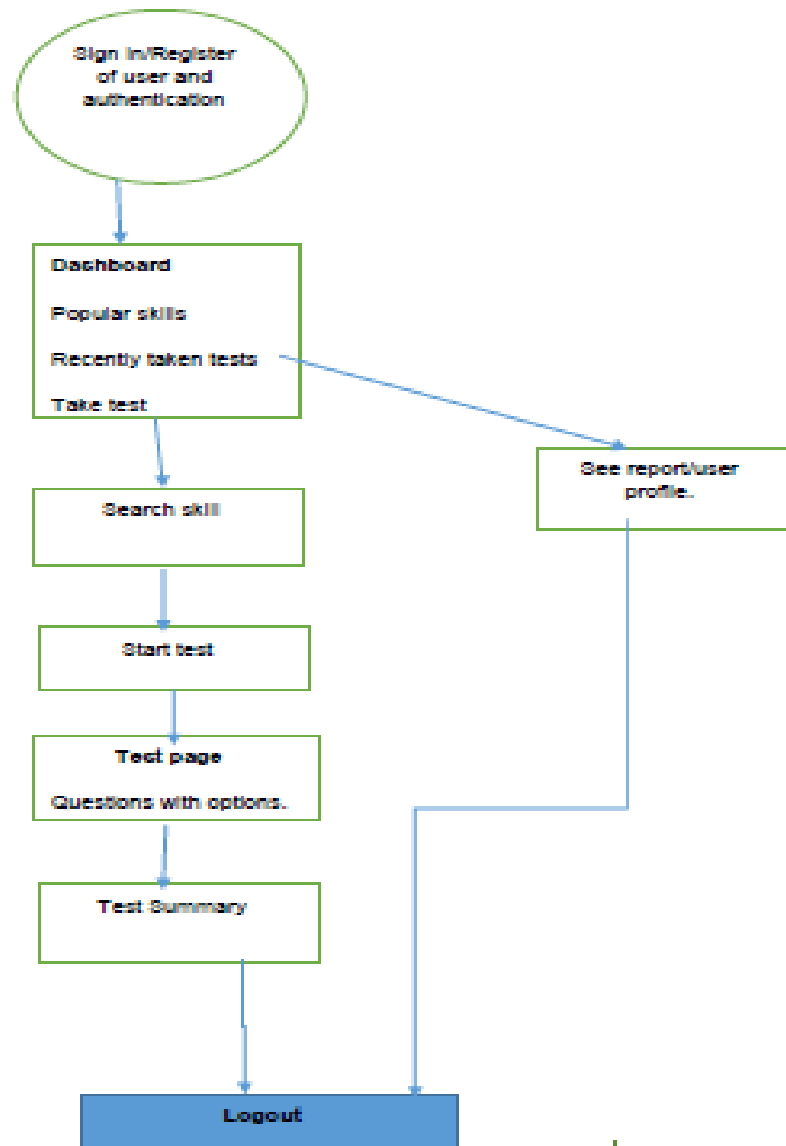 Sign in/Register
of user and
authentication
Dashboard
Popular skills
Recently taken tests
Take test
See report/user
profile.
Search skill
Start test
Test page
Questions with options.
Test Summary
Logout